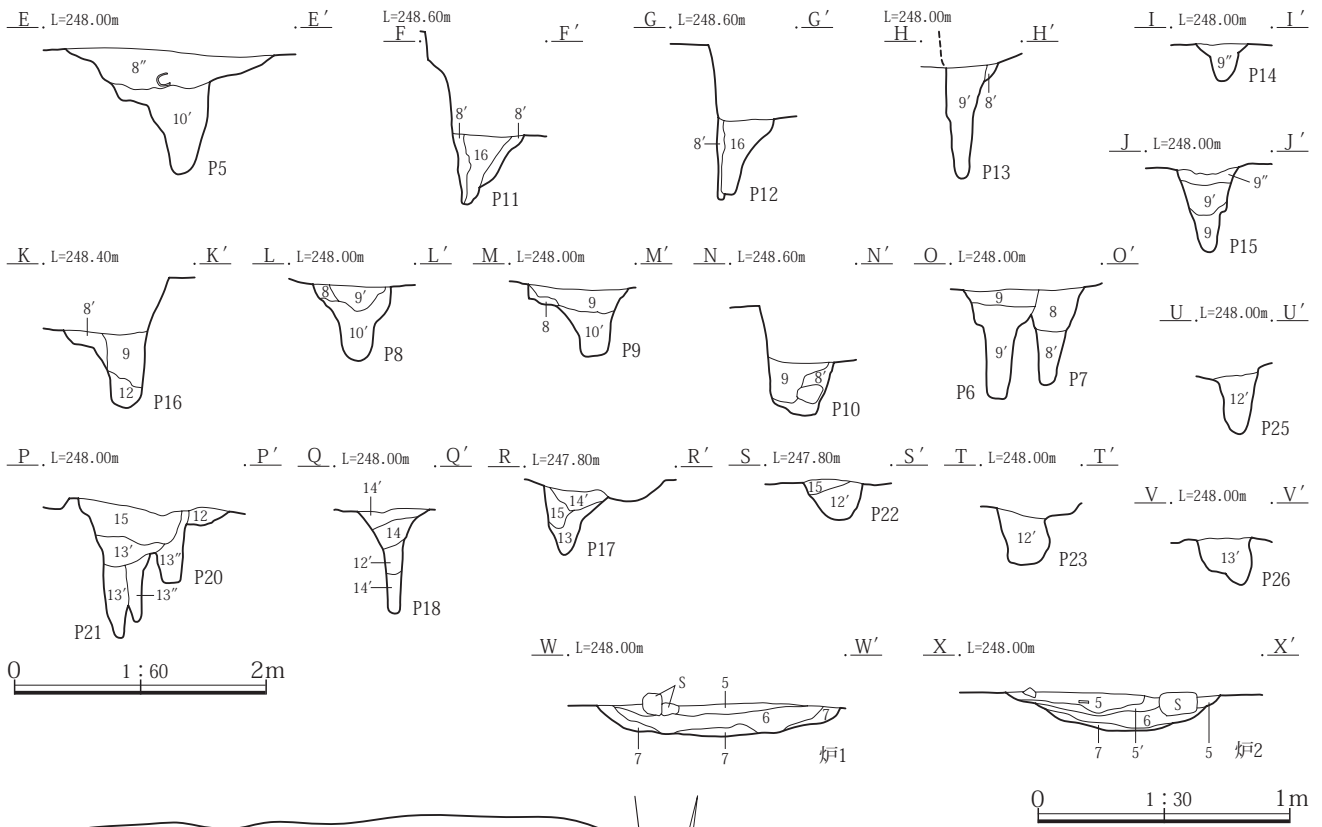 E L=248.00m E′
8″
10′
P5
L=248.60m
F F′
8′ 8′
16
P11
G L=248.60m G′
8′ 16
P12
L=248.00m
H H′
9′ 8′
P13
I L=248.00m I′
9″
P14
J L=248.00m J′
9″
9′
9
P15
K L=248.40m K′
8′
9
12
P16
L L=248.00m L′
8 9′
10′
P8
M L=248.00m M′
9
8 10′
P9
N L=248.60m N′
9 8′
P10
O L=248.00m O′
9 8
9′ 8′
P6 P7
U L=248.00m U′
12′
P25
P L=248.00m P′
15 12
13′ 13″
P20
13′ 13″
P21
Q L=248.00m Q′
14′
14
12′
14′
P18
R L=247.80m R′
14′
15
13
P17
S L=247.80m S′
15
12′
P22
T L=248.00m T′
12′
P23
V L=248.00m V′
13′
P26
0 1:60 2m
W L=248.00m W′
S 5
6 7
7 7
炉1
X L=248.00m X′
5 S
6
7 5′ 5
炉2
0 1:30 1m